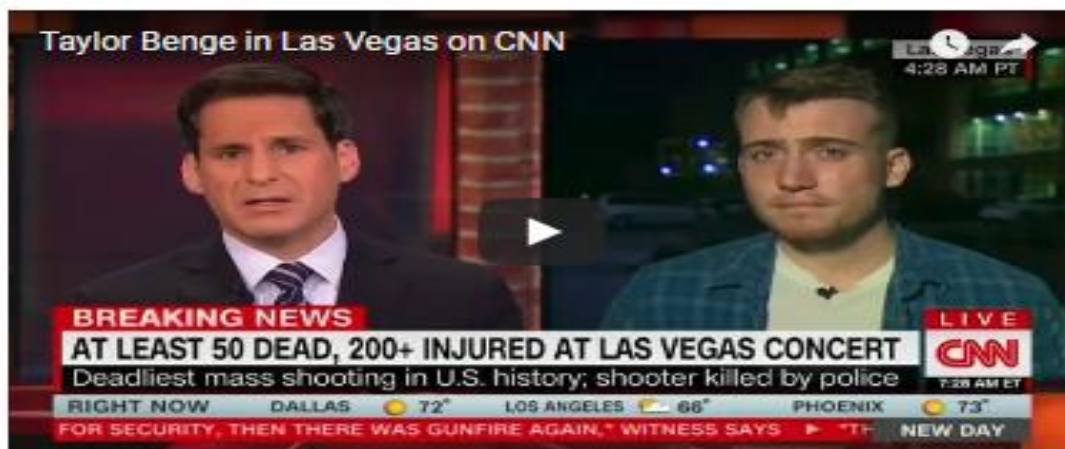 Taylor Benge in Las Vegas on CNN
4:28 AM PT
BREAKING NEWS
LIVE
AT LEAST 50 DEAD, 200+ INJURED AT LAS VEGAS CONCERT
CNN
Deadliest mass shooting in U.S. history; shooter killed by police
7:28 AM ET
RIGHT NOW DALLAS 72° LOS ANGELES 66° PHOENIX 73°
FOR SECURITY, THEN THERE WAS GUNFIRE AGAIN," WITNESS SAYS "TH NEW DAY